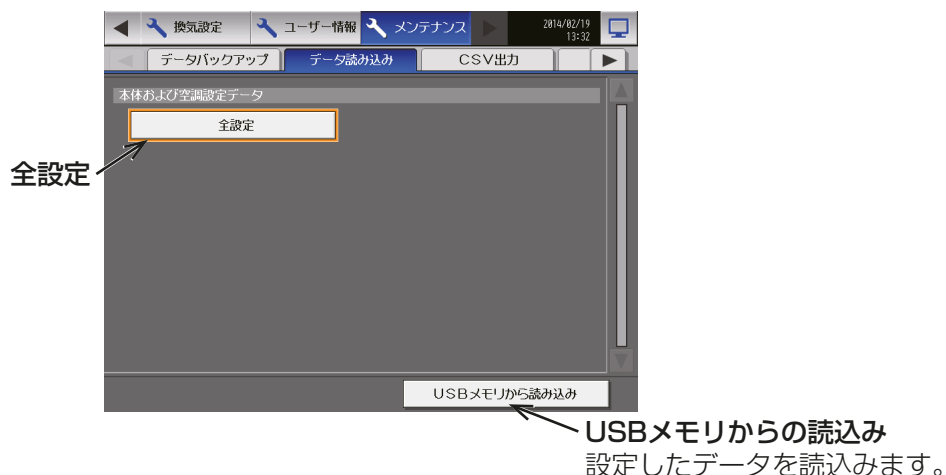 換気設定 ユーザー情報 メンテナンス 2014/02/19
13:32
データバックアップ データ読み込み CSV出力
本体および空調設定データ
全設定
全設定
USBメモリから読み込み
USBメモリからの読込み
設定したデータを読込みます。